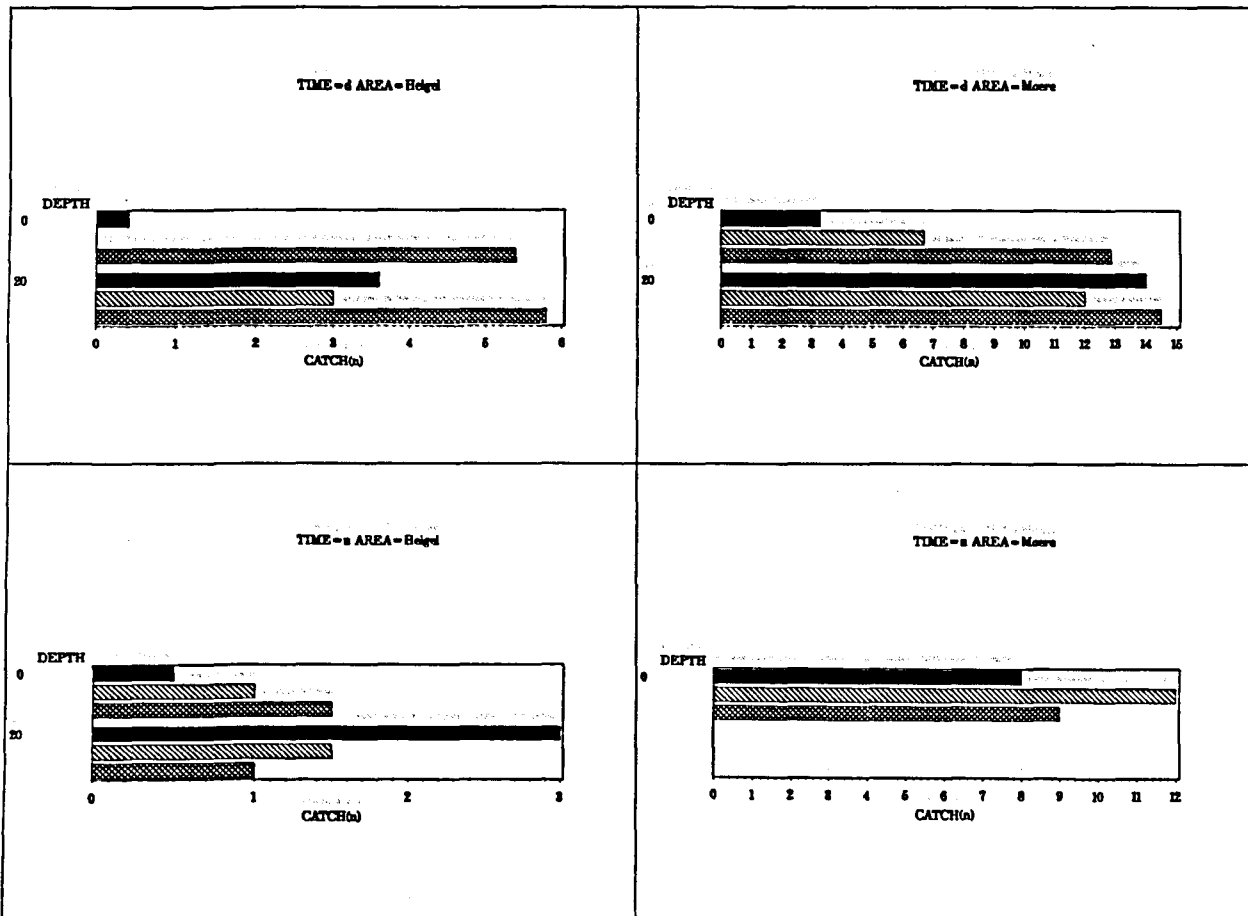 TIME=d AREA=Heigel
DEPTH
0
20
0 1 2 3 4 5 6
CATCH(n)
TIME=d AREA=Moere
DEPTH
0
20
0 1 2 3 4 5 6 7 8 9 10 11 12 13 14 15
CATCH(n)
TIME=n AREA=Heigel
DEPTH
0
20
0 1 2 3
CATCH(n)
TIME=n AREA=Moere
DEPTH
0
0 1 2 3 4 5 6 7 8 9 10 11 12
CATCH(n)